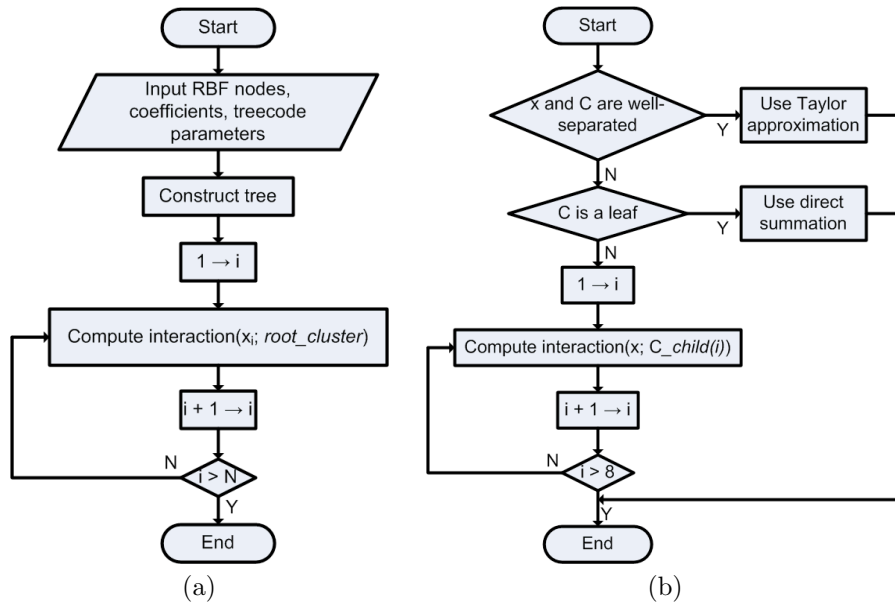 Start
Input RBF nodes,
coefficients, treecode
parameters
Construct tree
1 → i
Compute interaction(xᵢ; root_cluster)
i + 1 → i
i > N
N
Y
End
(a)
Start
x and C are well-
separated
Y
Use Taylor
approximation
N
C is a leaf
Y
Use direct
summation
N
1 → i
Compute interaction(x; C_child(i))
i + 1 → i
i > 8
N
Y
End
(b)